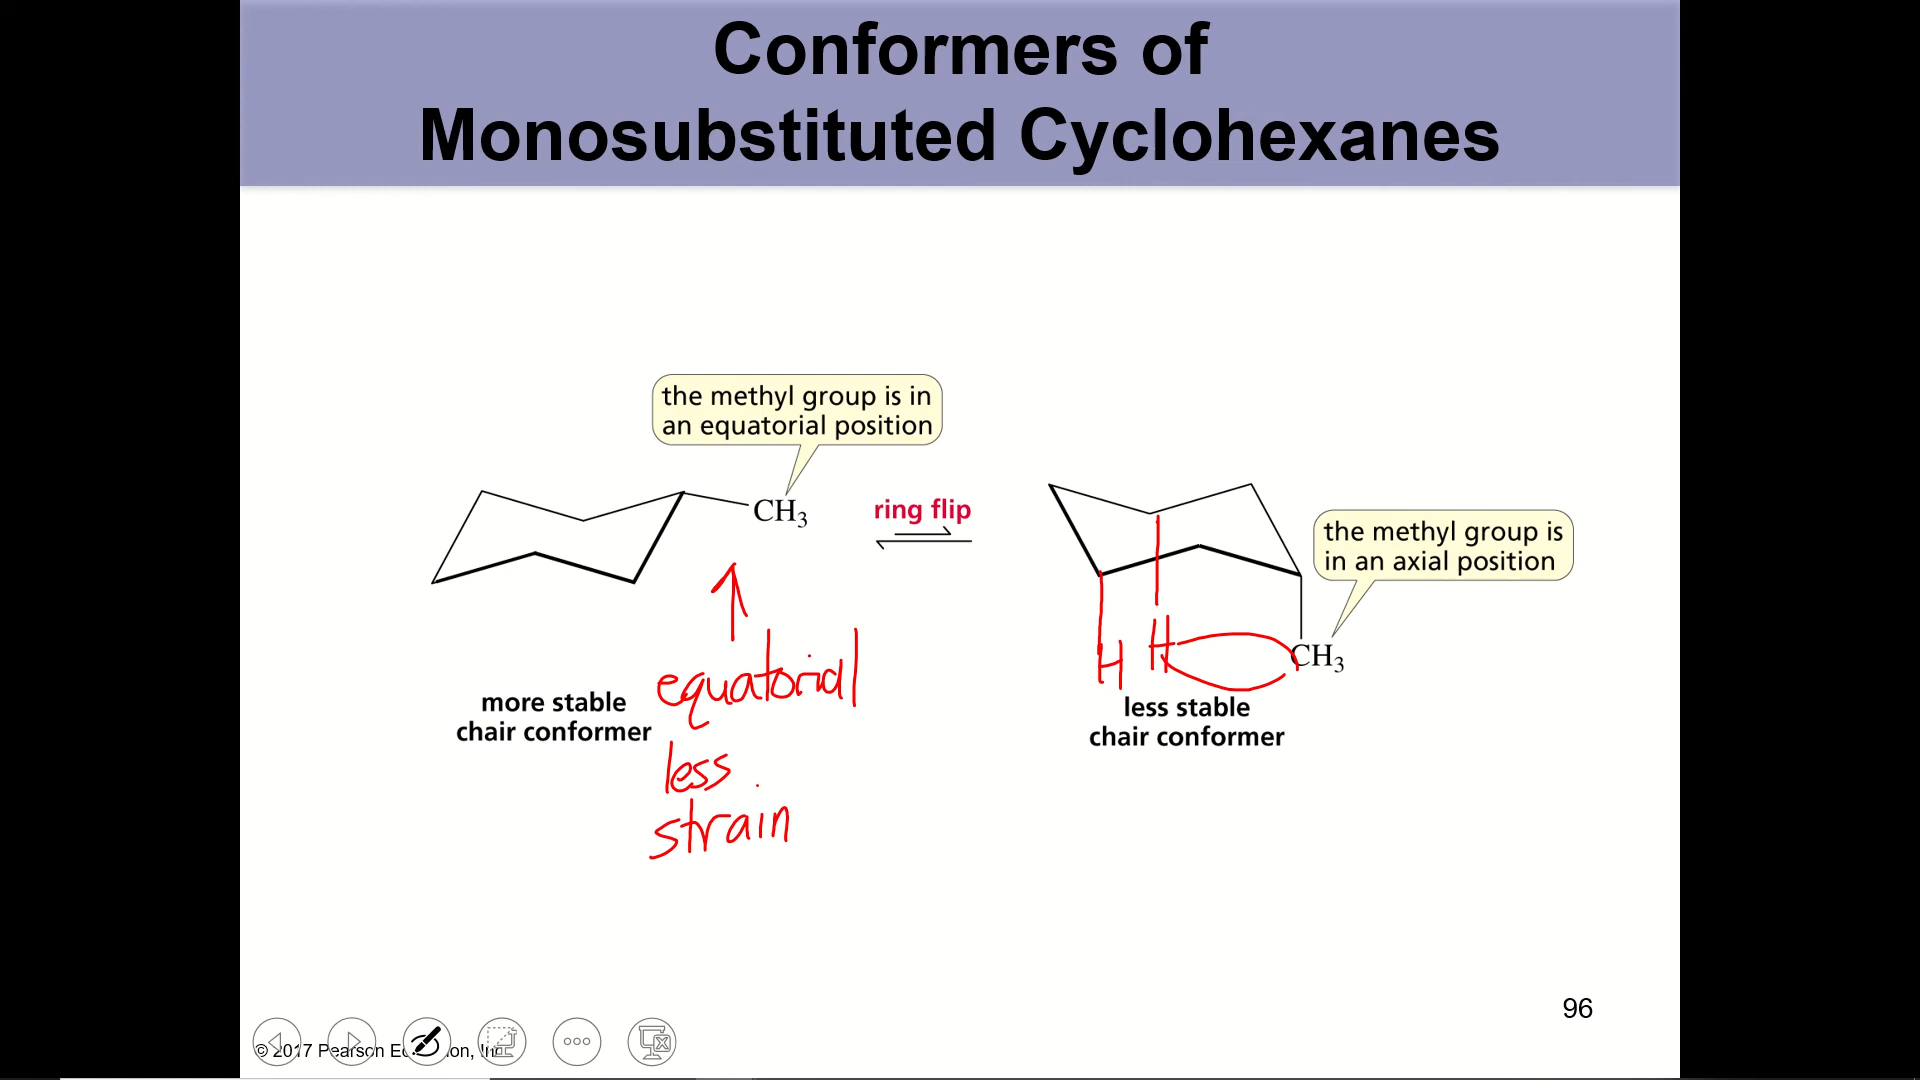 Conformers of
Monosubstituted Cyclohexanes
the methyl group is in
an equatorial position
CH₃
ring flip
the methyl group is
in an axial position
H H
CH₃
equatorial
less
strain
more stable
chair conformer
less stable
chair conformer
96
© 2017 Pearson